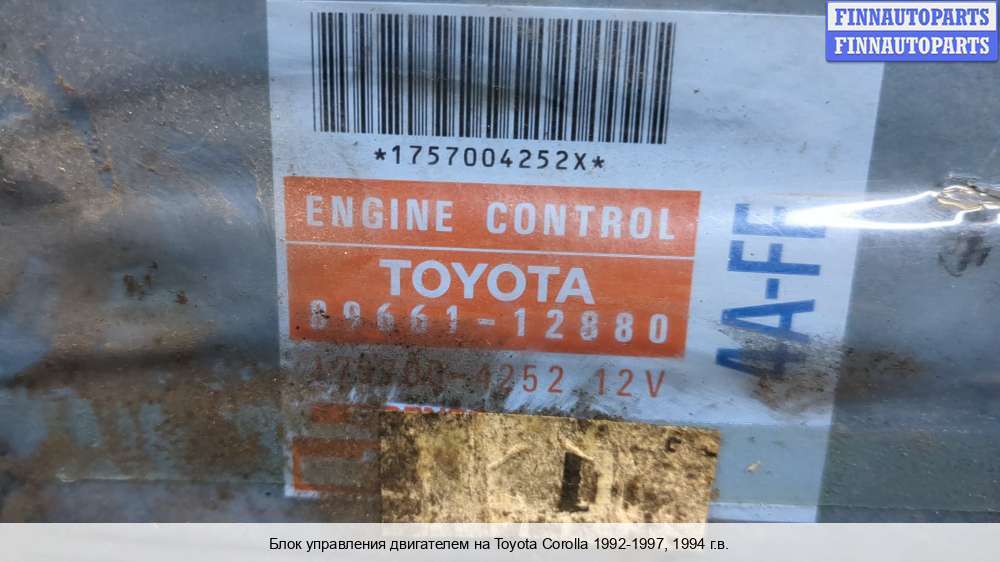 FINNAUTOPARTS
FINNAUTOPARTS
*1757004252X*
ENGINE CONTROL
TOYOTA
89661-12880
4A-FE
4252 12V
Блок управления двигателем на Toyota Corolla 1992-1997, 1994 г.в.